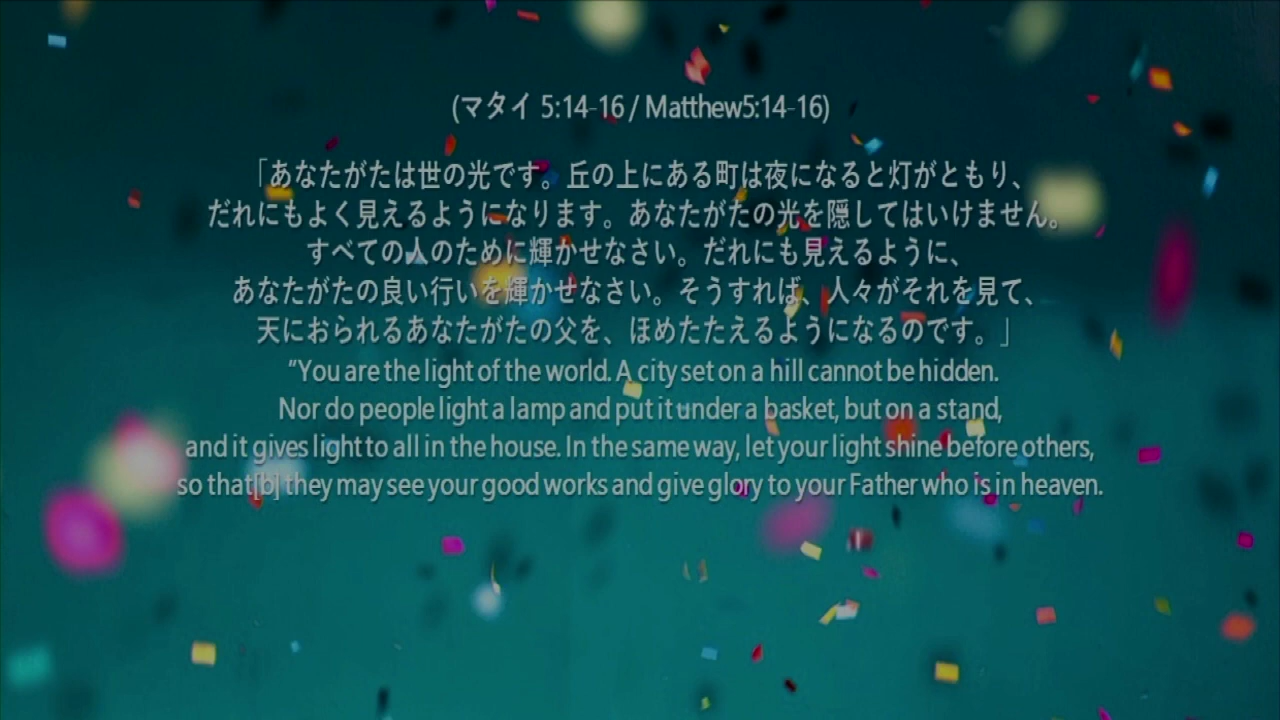 (マタイ 5:14-16 / Matthew5:14-16)
「あなたがたは世の光です。丘の上にある町は夜になると灯がともり、
だれにもよく見えるようになります。あなたがたの光を隠してはいけません。
すべての人のために輝かせなさい。だれにも見えるように、
あなたがたの良い行いを輝かせなさい。そうすれば、人々がそれを見て、
天におられるあなたがたの父を、ほめたたえるようになるのです。」
"You are the light of the world. A city set on a hill cannot be hidden.
Nor do people light a lamp and put it under a basket, but on a stand,
and it gives light to all in the house. In the same way, let your light shine before others,
so that[b] they may see your good works and give glory to your Father who is in heaven.